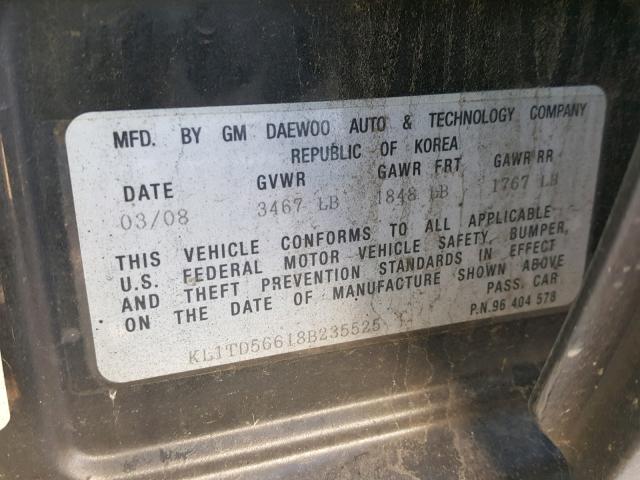 MFD. BY GM DAEWOO AUTO & TECHNOLOGY COMPANY
REPUBLIC OF KOREA
DATE GVWR GAWR FRT GAWR RR
03/08 3467 LB 1848 LB 1767 LB
THIS VEHICLE CONFORMS TO ALL APPLICABLE
U.S. FEDERAL MOTOR VEHICLE SAFETY, BUMPER,
AND THEFT PREVENTION STANDARDS IN EFFECT
ON THE DATE OF MANUFACTURE SHOWN ABOVE
PASS. CAR
P.N.96 404 578
KL1TD56618B235525